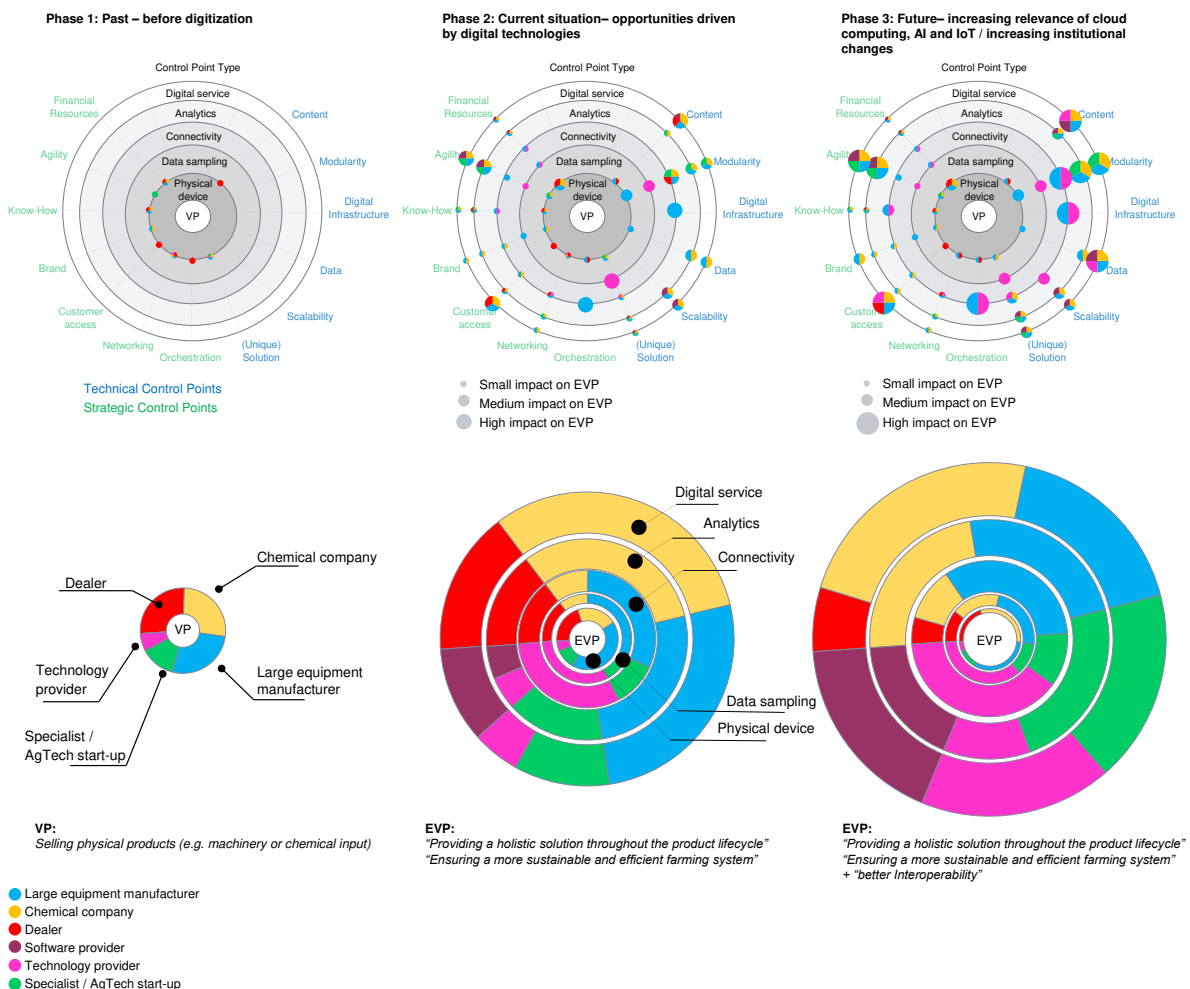 Phase 1: Past – before digitization
Control Point Type
Digital service
Analytics
Connectivity
Data sampling
Physical
device
VP
Financial
Resources
Agility
Know-How
Brand
Customer
access
Networking
Orchestration
(Unique)
Solution
Scalability
Data
Digital
Infrastructure
Modularity
Content
Technical Control Points
Strategic Control Points
Phase 2: Current situation– opportunities driven
by digital technologies
Control Point Type
Digital service
Analytics
Connectivity
Data sampling
Physical
device
VP
Financial
Resources
Agility
Know-How
Brand
Customer
access
Networking
Orchestration
(Unique)
Solution
Scalability
Data
Digital
Infrastructure
Modularity
Content
Small impact on EVP
Medium impact on EVP
High impact on EVP
Phase 3: Future– increasing relevance of cloud
computing, AI and IoT / increasing institutional
changes
Control Point Type
Digital service
Analytics
Connectivity
Data sampling
Physical
device
VP
Financial
Resources
Know-How
Brand
access
Networking
Orchestration
(Unique)
Solution
Scalability
Data
Digital
Infrastructure
Content
Small impact on EVP
Medium impact on EVP
High impact on EVP
Dealer
Chemical company
VP
Technology
provider
Large equipment
manufacturer
Specialist /
AgTech start-up
Digital service
Analytics
Connectivity
EVP
Data sampling
Physical device
EVP
VP:
Selling physical products (e.g. machinery or chemical input)
EVP:
“Providing a holistic solution throughout the product lifecycle”
“Ensuring a more sustainable and efficient farming system”
EVP:
“Providing a holistic solution throughout the product lifecycle”
“Ensuring a more sustainable and efficient farming system”
+ “better Interoperability”
Large equipment manufacturer
Chemical company
Dealer
Software provider
Technology provider
Specialist / AgTech start-up